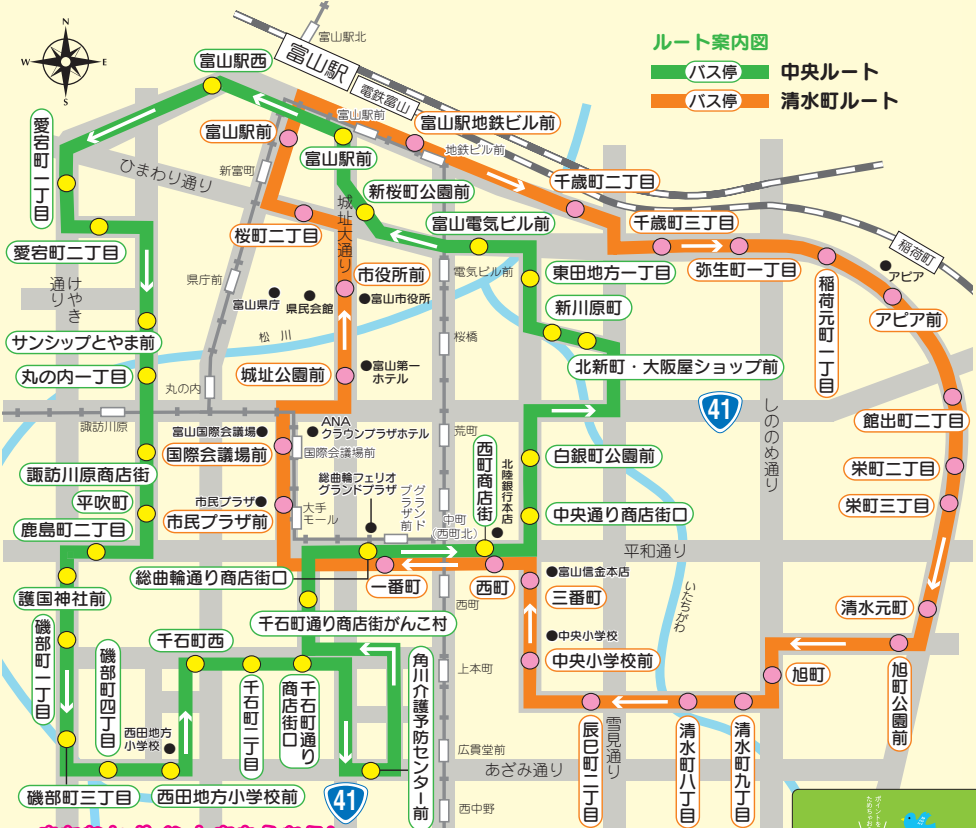 N
W
E
S
富山駅北
富山駅
電鉄富山
ルート案内図
バス停 中央ルート
バス停 清水町ルート
富山駅西
富山駅前
富山駅前
富山駅前
富山駅地鉄ビル前
地鉄ビル前
愛宕町一丁目
ひまわり通り
新富町
新桜町公園前
千歳町二丁目
城址大通り
富山電気ビル前
千歳町三丁目
桜町二丁目
愛宕町二丁目
けやき通り
県庁前
市役所前
電気ビル前
東田地方一丁目
弥生町一丁目
稲荷町
アピア
富山県庁
県民会館
富山市役所
新川原町
稲荷元町一丁目
アピア前
サンシップとやま前
松川
桜橋
丸の内一丁目
丸の内
城址公園前
富山第一
ホテル
北新町・大阪屋ショップ前
41
しののめ通り
館出町二丁目
諏訪川原
富山国際会議場
ANA
クラウンプラザホテル
荒町
国際会議場前
国際会議場前
西町商店街
北陸銀行本店
白銀町公園前
栄町二丁目
諏訪川原商店街
総曲輪フェリオ
グランドプラザ
グランドプラザ前
平吹町
市民プラザ
大手
モール
栄町三丁目
鹿島町二丁目
市民プラザ前
中町
(西町北)
中央通り商店街口
平和通り
総曲輪通り商店街口
一番町
西町
富山信金本店
護国神社前
三番町
西町
いたちがわ
清水元町
千石町通り商店街がんこ村
磯部町一丁目
千石町西
中央小学校
中央小学校前
磯部町四丁目
上本町
旭町
旭町公園前
千石町二丁目
千石町通り商店街口
角川介護予防センター前
西田地方
小学校
広貫堂前
辰巳町二丁目
雪見通り
清水町八丁目
清水町九丁目
あざみ通り
磯部町三丁目
西田地方小学校前
41
西中野